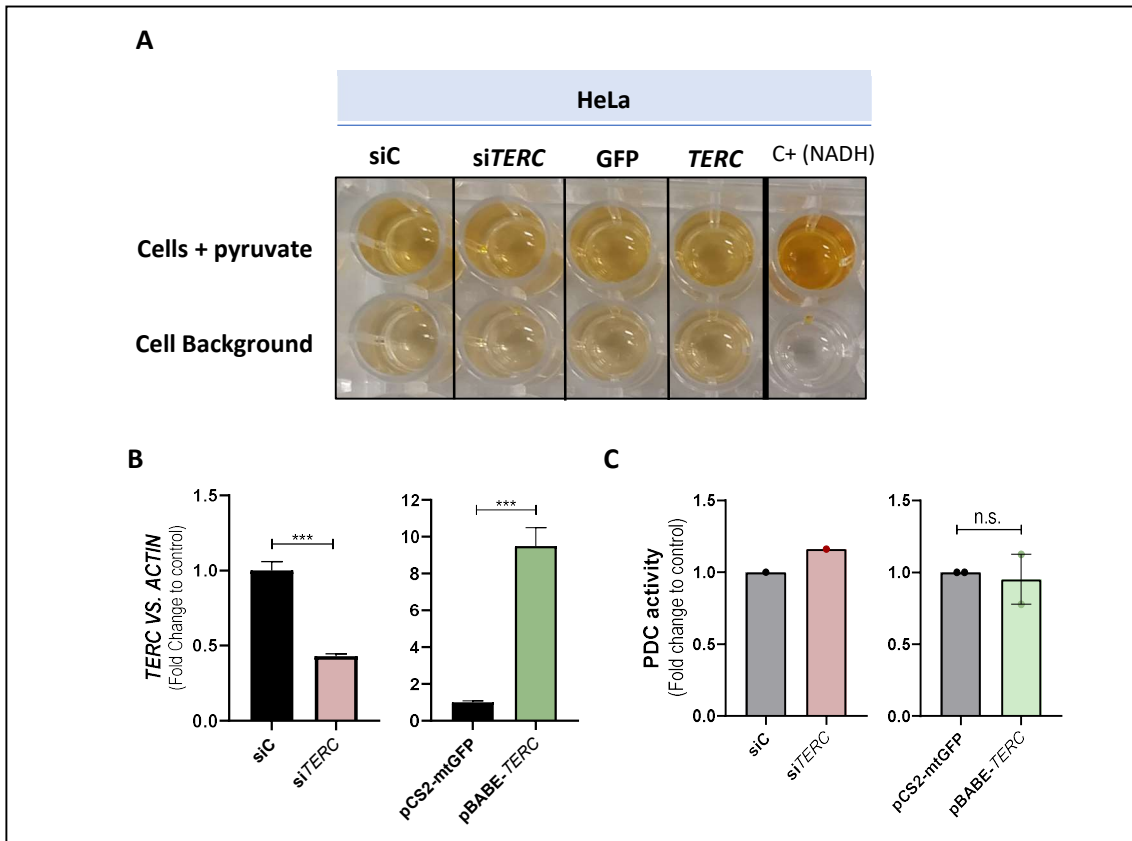 A
HeLa
siC siTERC GFP TERC C+ (NADH)
Cells + pyruvate
Cell Background
B
TERC VS. ACTIN
(Fold Change to control)
1.5
1.0
0.5
0.0
***
siC
siTERC
12
10
8
6
4
2
0
***
pCS2-mtGFP
pBABE-TERC
C
PDC activity
(Fold change to control)
1.5
1.0
0.5
0.0
siC
siTERC
1.5
1.0
0.5
0.0
n.s.
pCS2-mtGFP
pBABE-TERC